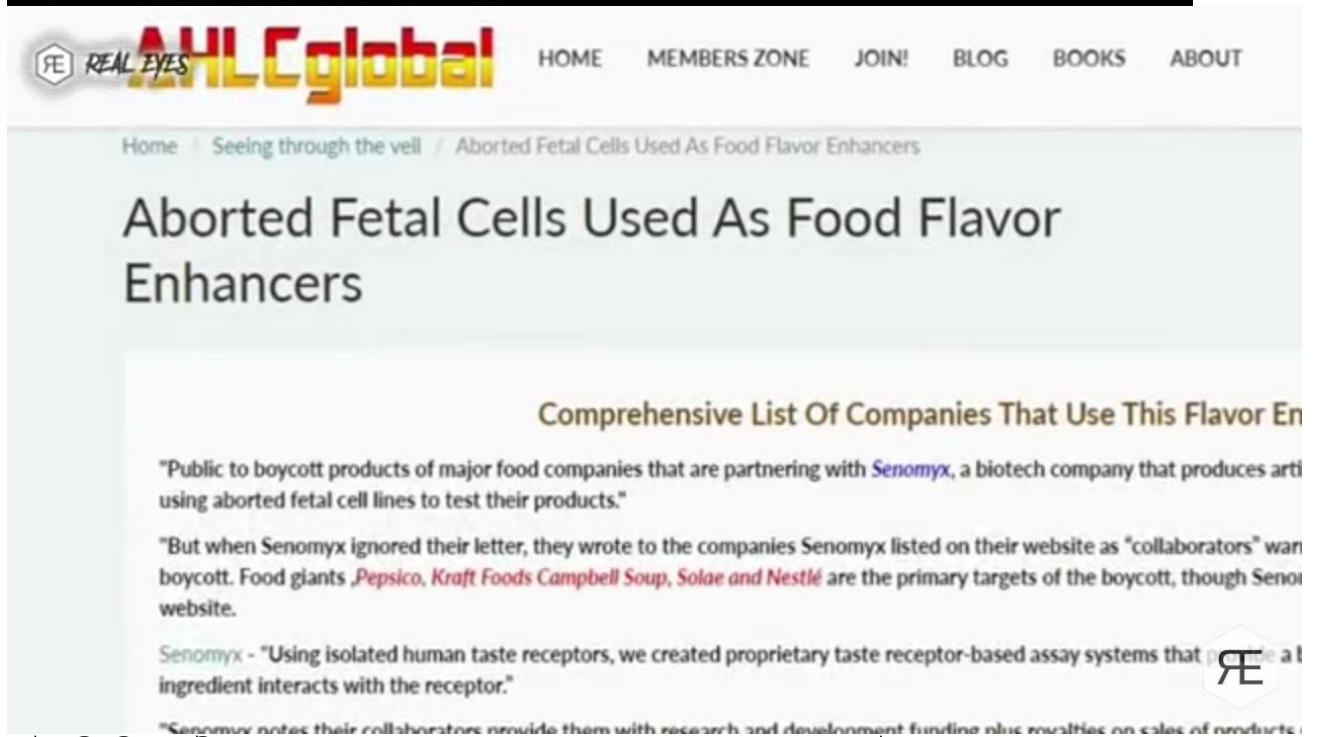 RE REAL EYES AHLCglobal HOME MEMBERS ZONE JOIN! BLOG BOOKS ABOUT
Home / Seeing through the veil / Aborted Fetal Cells Used As Food Flavor Enhancers
Aborted Fetal Cells Used As Food Flavor
Enhancers
Comprehensive List Of Companies That Use This Flavor En
"Public to boycott products of major food companies that are partnering with Senomyx, a biotech company that produces arti
using aborted fetal cell lines to test their products."
"But when Senomyx ignored their letter, they wrote to the companies Senomyx listed on their website as "collaborators" warn
boycott. Food giants ,Pepsico, Kraft Foods Campbell Soup, Solae and Nestlé are the primary targets of the boycott, though Senor
website.
Senomyx - "Using isolated human taste receptors, we created proprietary taste receptor-based assay systems that provide a b
ingredient interacts with the receptor."
RE
"Senomyx notes their collaborators provide them with research and development funding plus royalties on sales of products